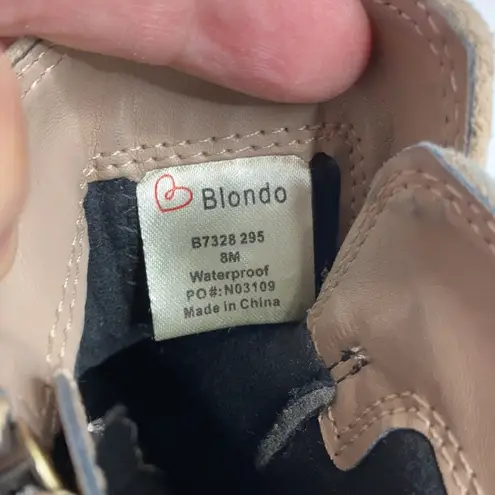 Blondo
B7328 295
8M
Waterproof
PO#:N03109
Made in China